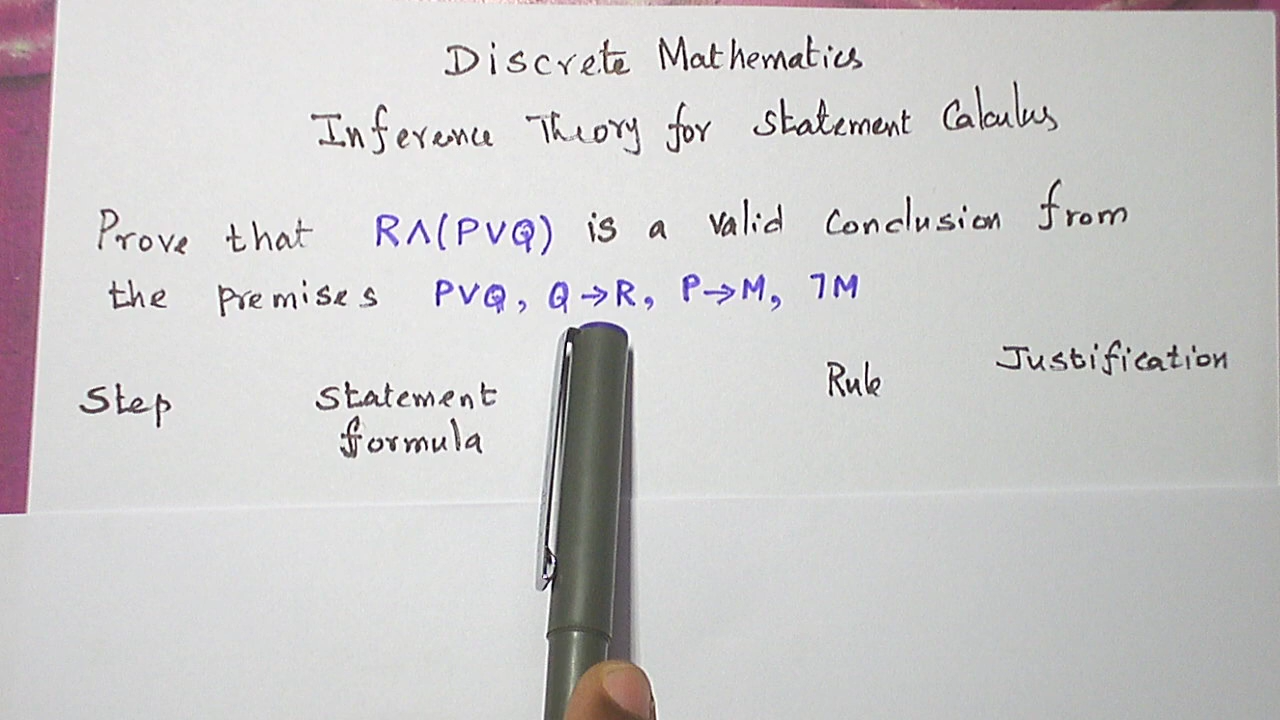 Discrete Mathematics
Inference Theory for Statement Calculus
Prove that R∧(P∨Q) is a valid conclusion from
the premises P∨Q, Q→R, P→M, ㄱM
Step Statement formula Rule Justification